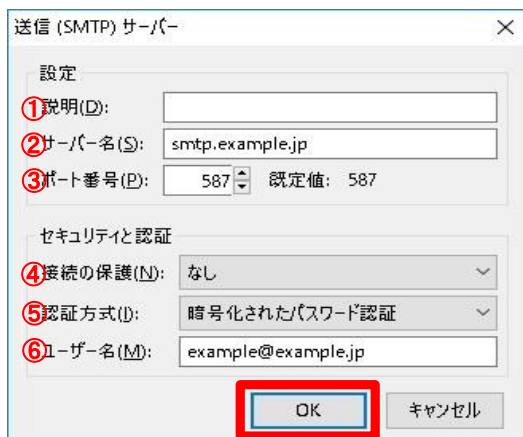 送信 (SMTP) サーバー
設定
①説明(D):
②サーバー名(S): smtp.example.jp
③ポート番号(P): 587 既定値: 587
セキュリティと認証
④接続の保護(N): なし
⑤認証方式(I): 暗号化されたパスワード認証
⑥ユーザー名(M): example@example.jp
OK キャンセル